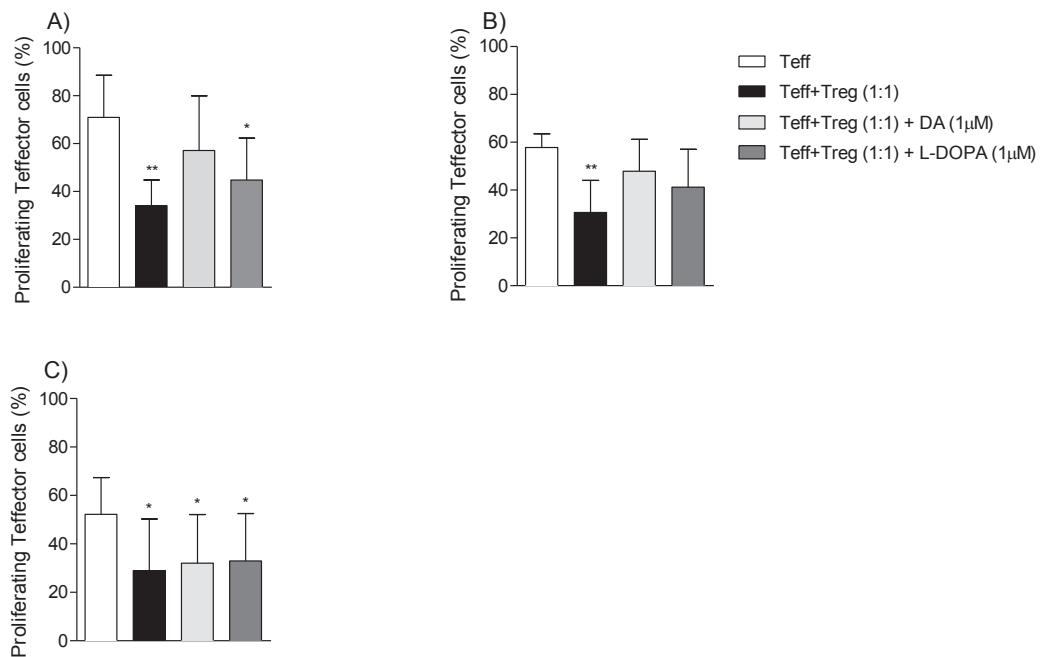 A)
Proliferating Teffector cells (%)
100
80
60
40
20
0
**
*
B)
Proliferating Teffector cells (%)
100
80
60
40
20
0
**
Teff
Teff+Treg (1:1)
Teff+Treg (1:1) + DA (1μM)
Teff+Treg (1:1) + L-DOPA (1μM)
C)
Proliferating Teffector cells (%)
100
80
60
40
20
0
*
*
*